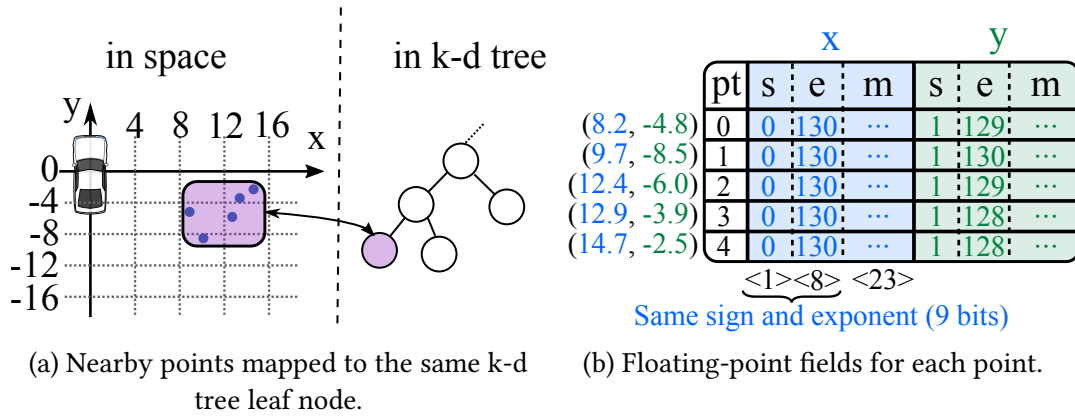 in space
in k-d tree
y
4 8 12 16
x
0
-4
-8
-12
-16
x y
pt s e m s e m
(8.2, -4.8) 0 0 130 ... 1 129 ...
(9.7, -8.5) 1 0 130 ... 1 130 ...
(12.4, -6.0) 2 0 130 ... 1 129 ...
(12.9, -3.9) 3 0 130 ... 1 128 ...
(14.7, -2.5) 4 0 130 ... 1 128 ...
<1> <8> <23>
Same sign and exponent (9 bits)
(a) Nearby points mapped to the same k-d
tree leaf node.
(b) Floating-point fields for each point.